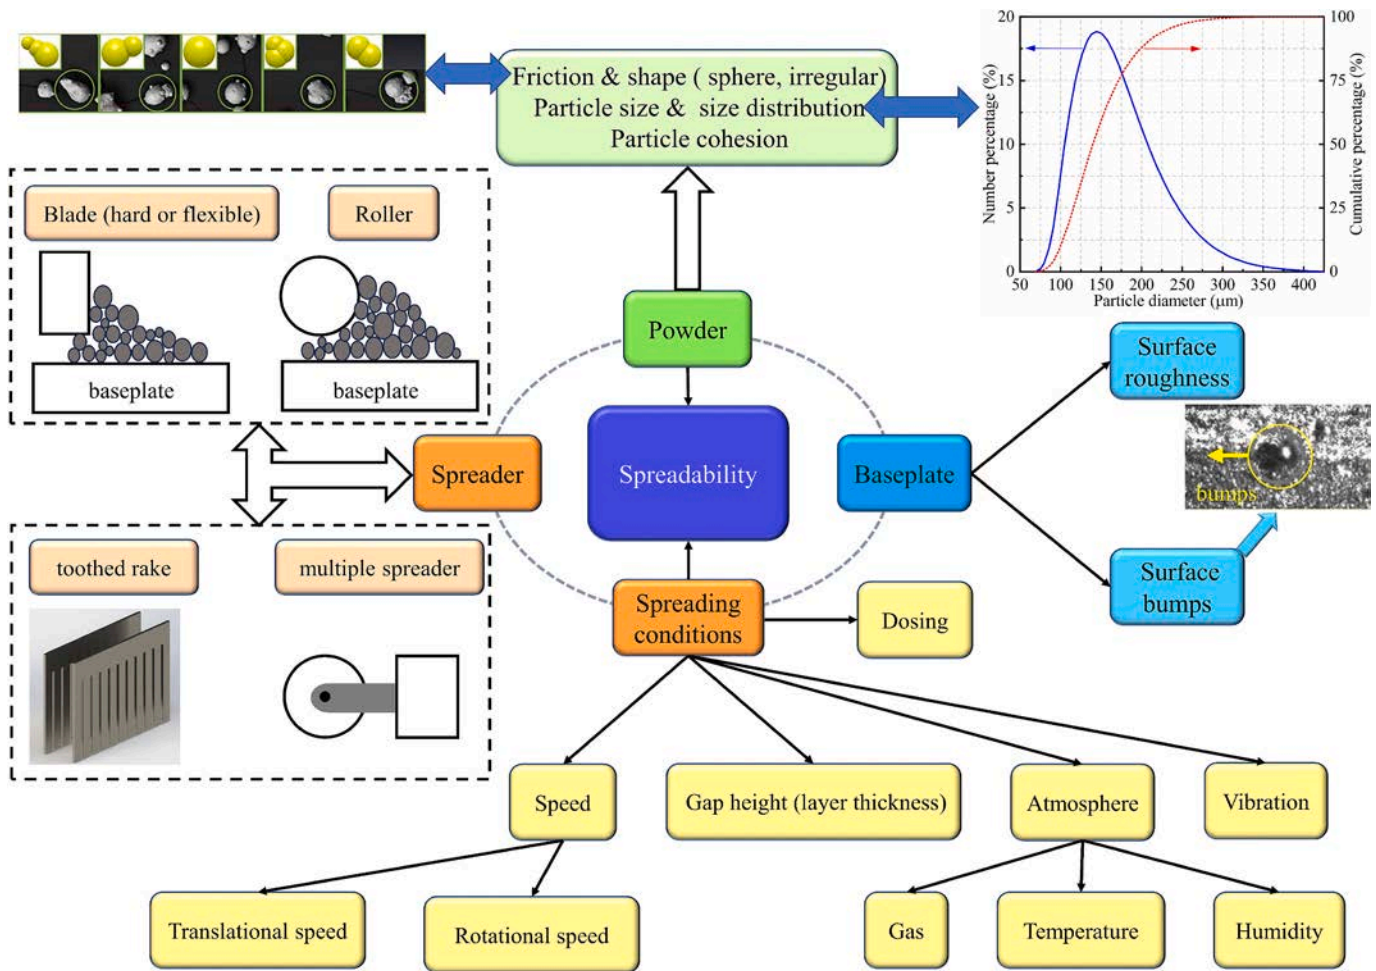 Friction & shape ( sphere, irregular)
Particle size & size distribution
Particle cohesion
20
15
10
5
0
Number percentage (%)
100
75
50
25
0
Cumulative percentage (%)
50 100 150 200 250 300 350 400
Particle diameter (μm)
Blade (hard or flexible)
Roller
baseplate
baseplate
Powder
Surface
roughness
Spreader
Spreadability
Baseplate
bumps
toothed rake
multiple spreader
Spreading
conditions
Dosing
Surface
bumps
Speed
Gap height (layer thickness)
Atmosphere
Vibration
Translational speed
Rotational speed
Gas
Temperature
Humidity